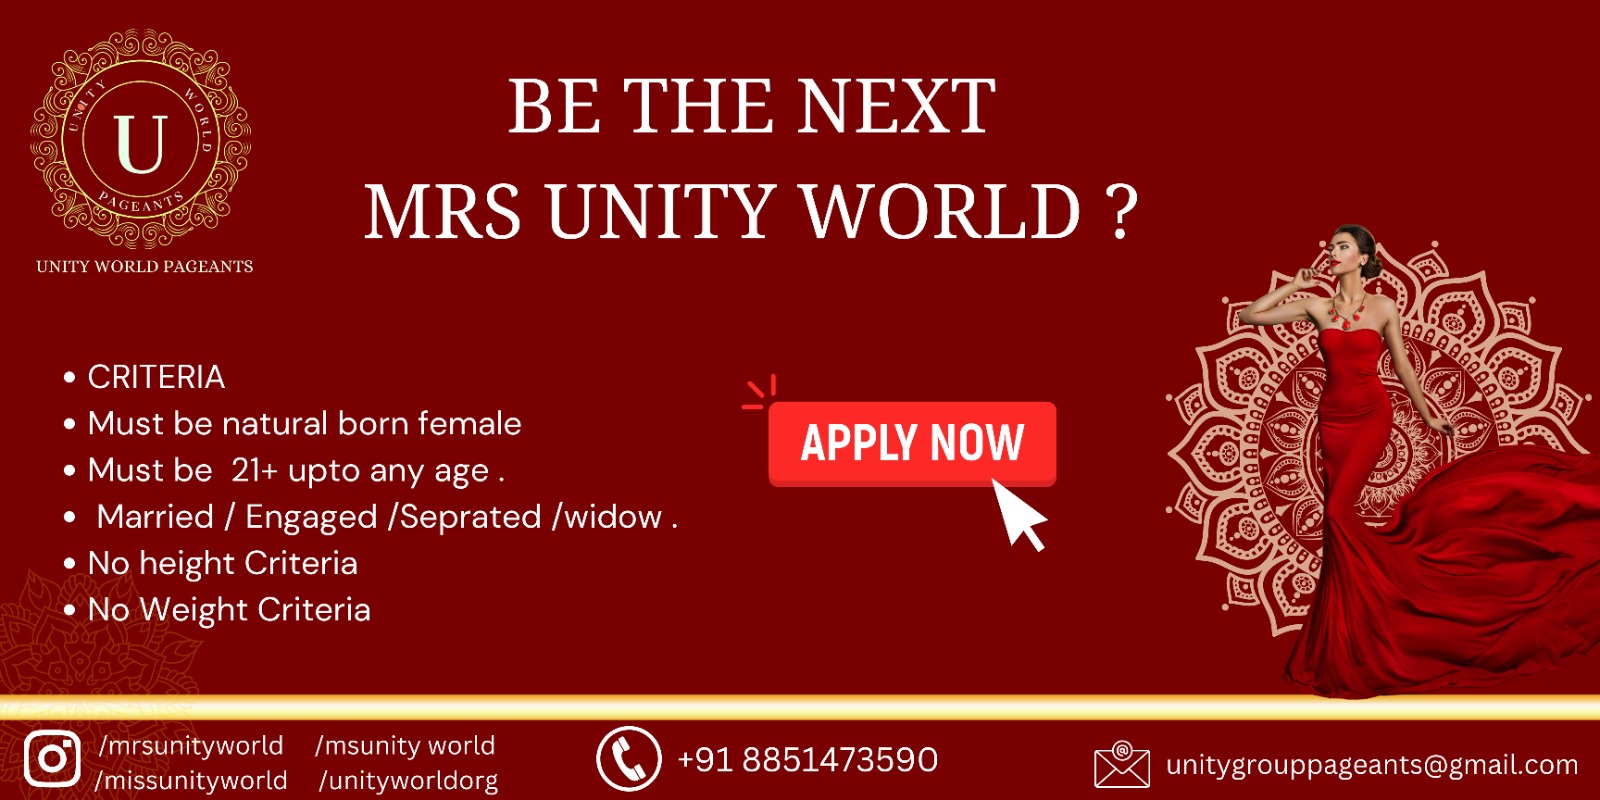 UNITY WORLD
PAGEANTS
U
UNITY WORLD PAGEANTS
BE THE NEXT
MRS UNITY WORLD ?
• CRITERIA
• Must be natural born female
• Must be 21+ upto any age .
• Married / Engaged /Seprated /widow .
• No height Criteria
• No Weight Criteria
APPLY NOW
/mrsunityworld /msunity world
/missunityworld /unityworldorg
+91 8851473590
@
unitygrouppageants@gmail.com